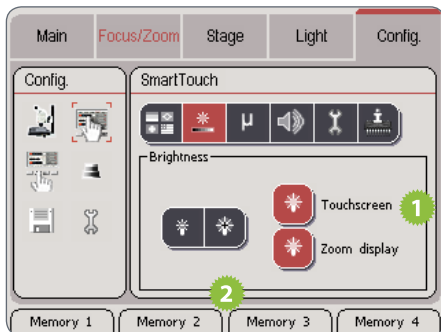 Main Focus/Zoom Stage Light Config.
Config. SmartTouch
µ
Brightness
Touchscreen 1
Zoom display
2
Memory 1 Memory 2 Memory 3 Memory 4